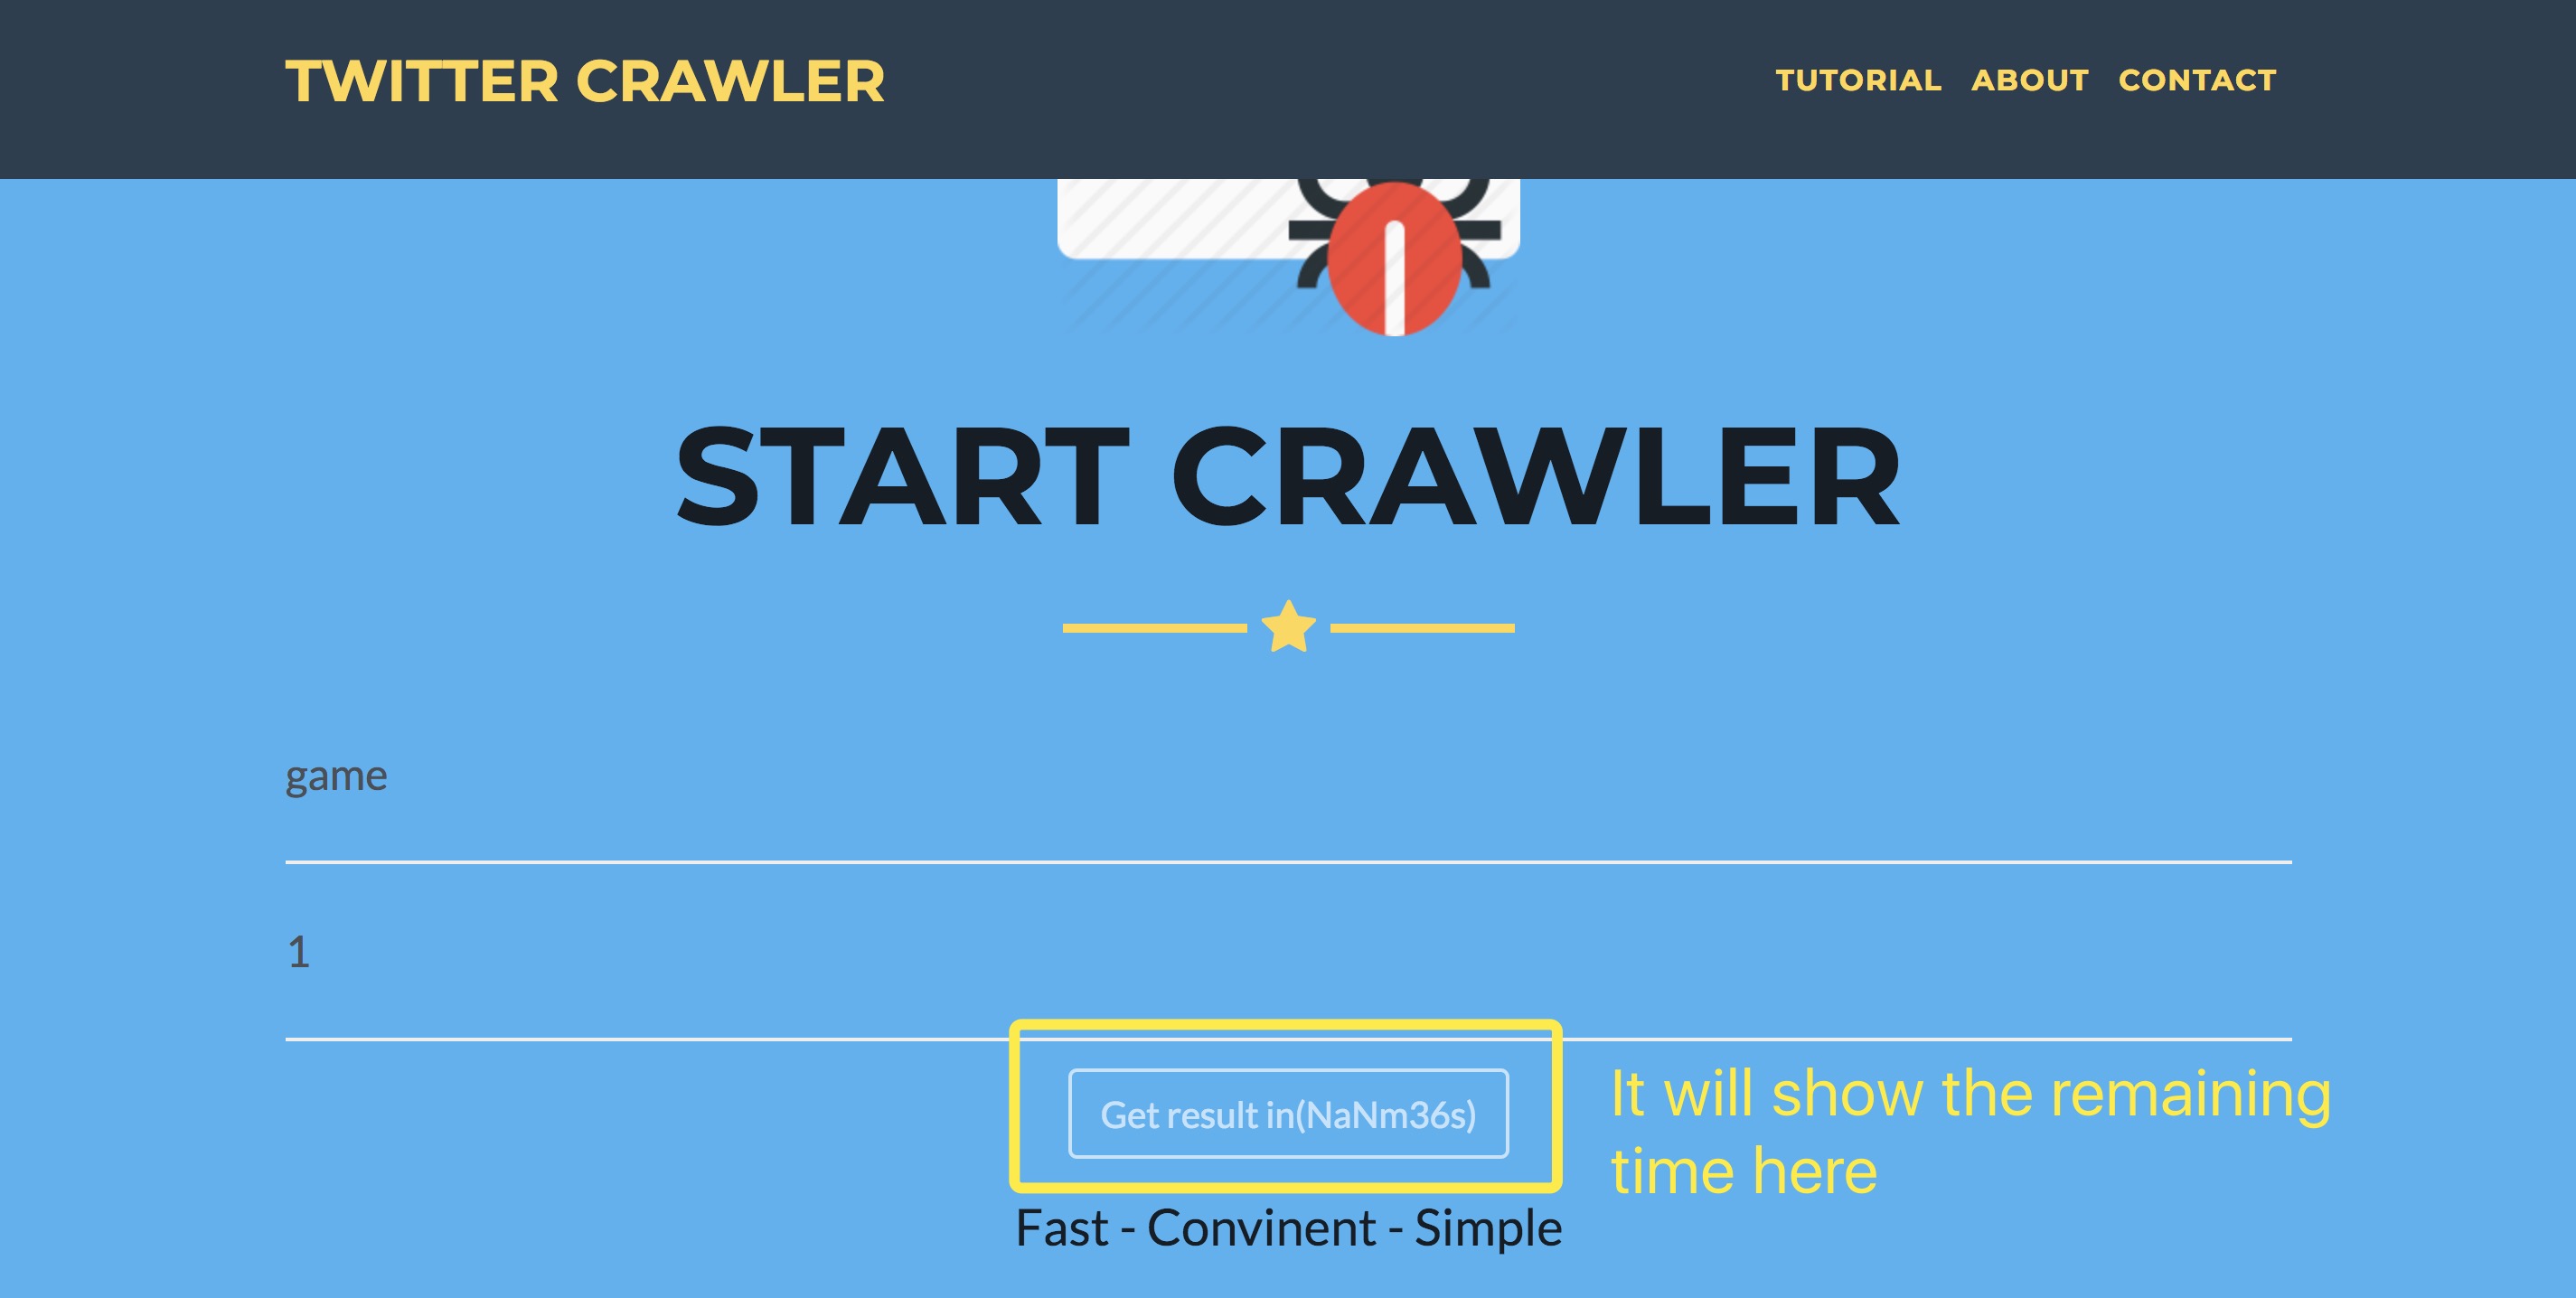 TWITTER CRAWLER
TUTORIAL ABOUT CONTACT
START CRAWLER
game
1
Get result in(NaNm36s)
It will show the remaining
time here
Fast - Convinent - Simple